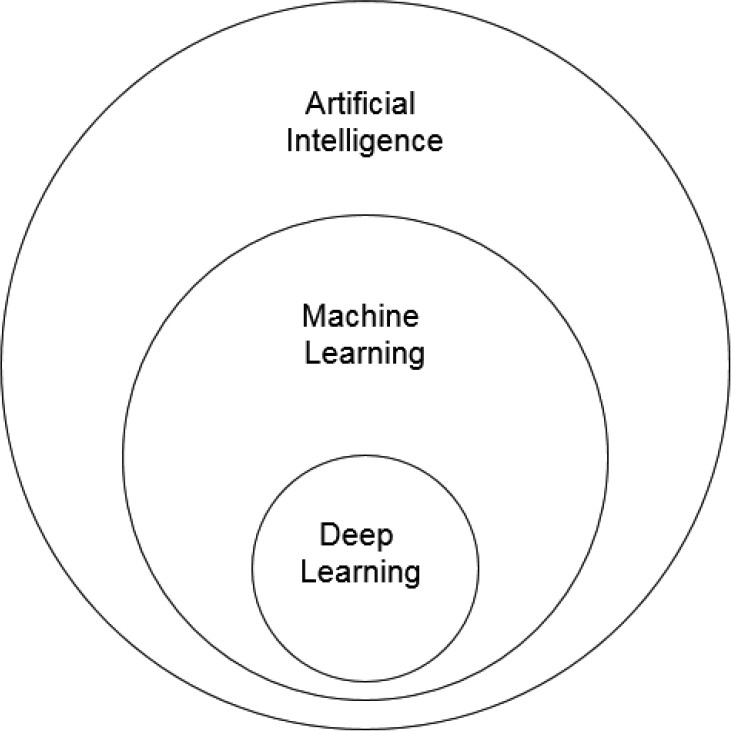 Artificial
Intelligence
Machine
Learning
Deep
Learning